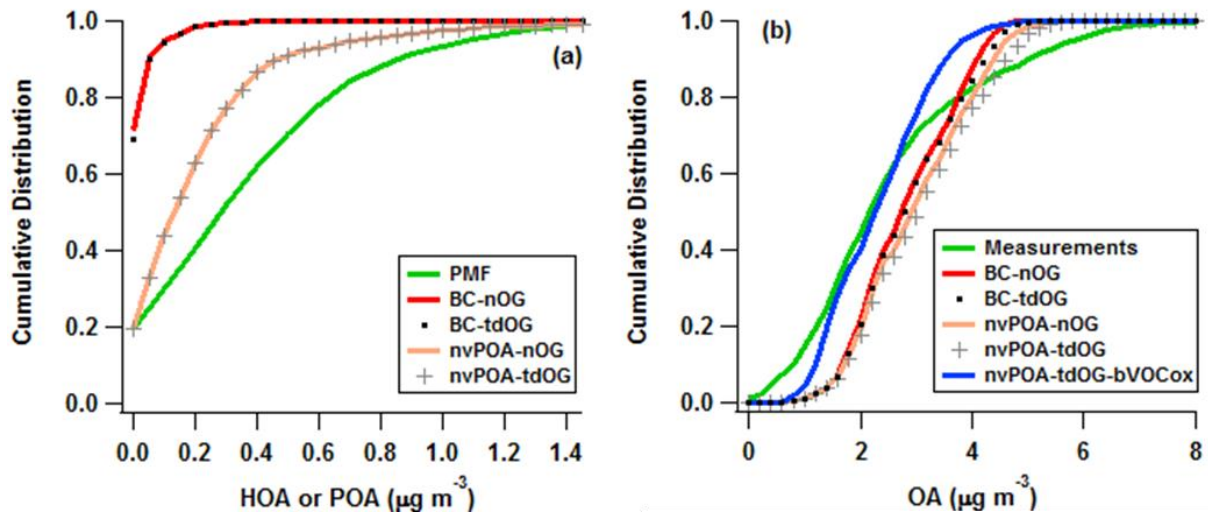 (a)
Cumulative Distribution
1.0
0.8
0.6
0.4
0.2
0.0
PMF
BC-nOG
BC-tdOG
nvPOA-nOG
nvPOA-tdOG
0.0 0.2 0.4 0.6 0.8 1.0 1.2 1.4
HOA or POA (μg m⁻³)
(b)
Cumulative Distribution
1.0
0.8
0.6
0.4
0.2
0.0
Measurements
BC-nOG
BC-tdOG
nvPOA-nOG
nvPOA-tdOG
nvPOA-tdOG-bVOCox
0 2 4 6 8
OA (μg m⁻³)